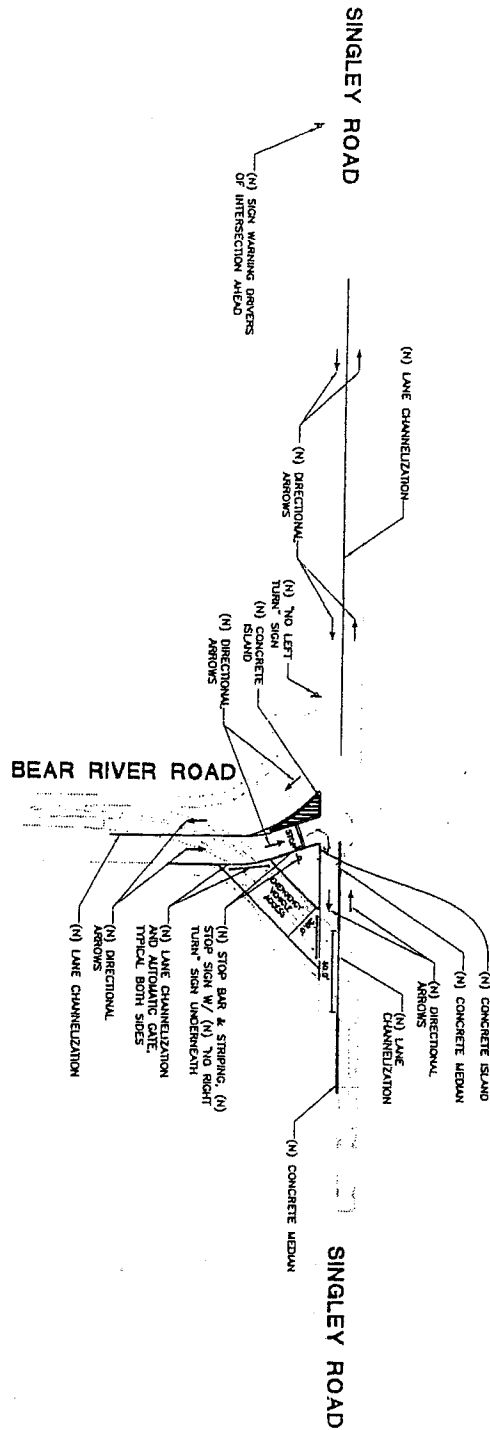 SINGLEY ROAD
(N) SIGN WARNING DRIVERS
OF INTERSECTION AHEAD
(N) LANE CHANNELIZATION
(N) DIRECTIONAL
ARROWS
(N) "NO LEFT
TURN" SIGN
(N) CONCRETE
ISLAND
(N) DIRECTIONAL
ARROWS
BEAR RIVER ROAD
STOP
(N) CONCRETE ISLAND
(N) CONCRETE MEDIAN
(N) DIRECTIONAL
ARROWS
(N) LANE
CHANNELIZATION
(N) STOP BAR & STRIPING, (N)
STOP SIGN W/ (N) "NO RIGHT
TURN" SIGN UNDERNEATH
(N) LANE CHANNELIZATION
AND AUTOMATIC GATE,
TYPICAL BOTH SIDES
(N) DIRECTIONAL
ARROWS
(N) LANE CHANNELIZATION
(N) CONCRETE MEDIAN
SINGLEY ROAD